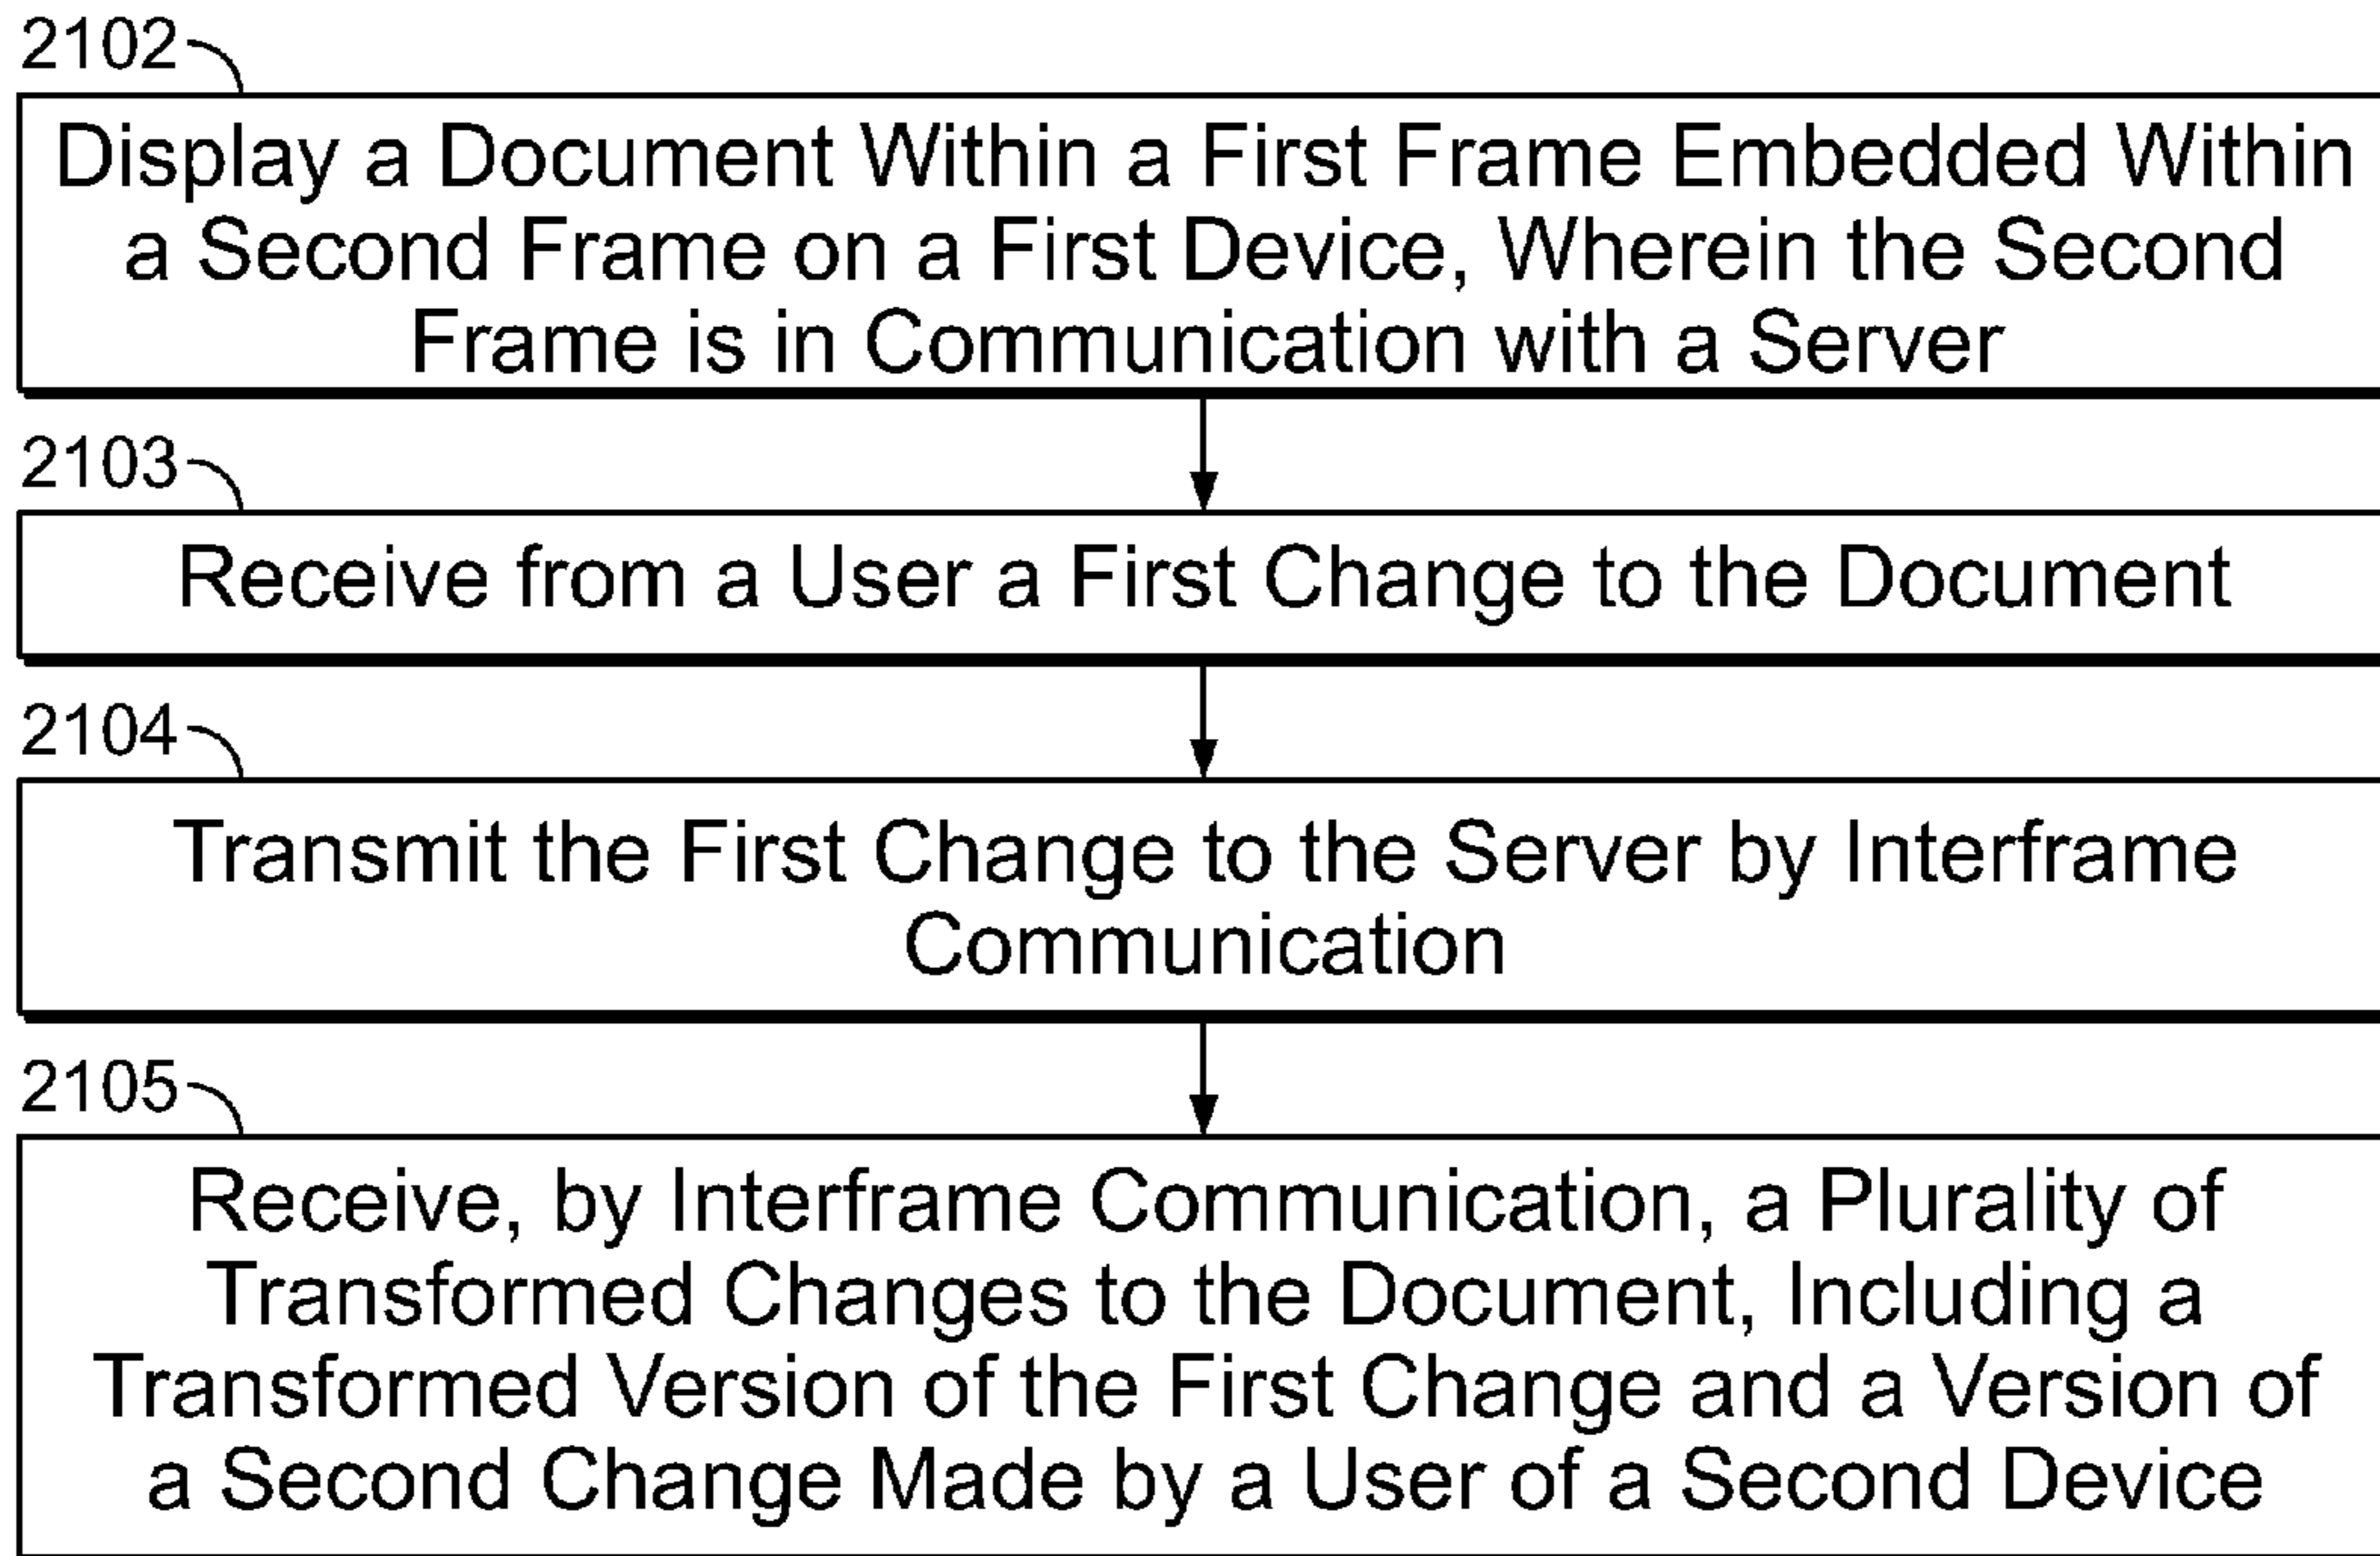 2102
Display a Document Within a First Frame Embedded Within
a Second Frame on a First Device, Wherein the Second
Frame is in Communication with a Server
2103
Receive from a User a First Change to the Document
2104
Transmit the First Change to the Server by Interframe
Communication
2105
Receive, by Interframe Communication, a Plurality of
Transformed Changes to the Document, Including a
Transformed Version of the First Change and a Version of
a Second Change Made by a User of a Second Device